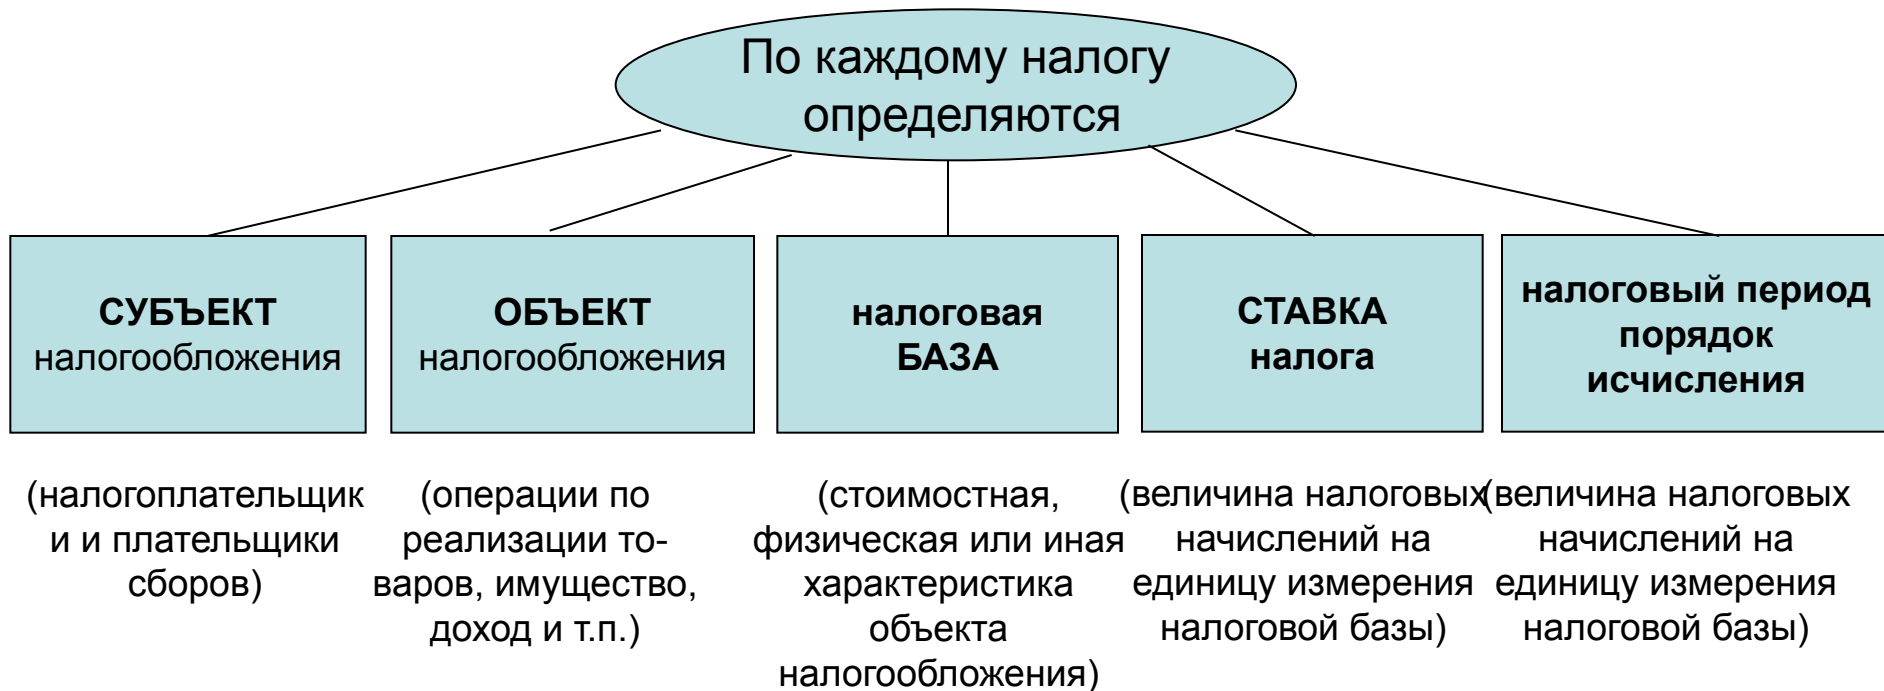 По каждому налогу
определяются
СУБЪЕКТ
налогообложения
ОБЪЕКТ
налогообложения
налоговая
БАЗА
СТАВКА
налога
налоговый период
порядок
исчисления
(налогоплательщик
и и плательщики
сборов)
(операции по
реализации то-
варов, имущество,
доход и т.п.)
(стоимостная,
физическая или иная
характеристика
объекта
налогообложения)
(величина налоговых
начислений на
единицу измерения
налоговой базы)
(величина налоговых
начислений на
единицу измерения
налоговой базы)